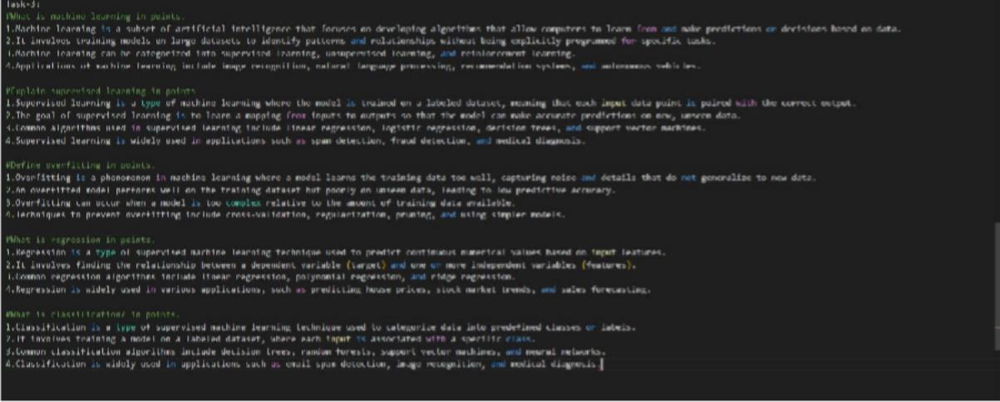 Task-3:
#What is machine learning in points.
1.Machine learning is a subset of artificial intelligence that focuses on developing algorithms that allow computers to learn from and make predictions or decisions based on data.
2.It involves training models on large datasets to identify patterns and relationships without being explicitly programmed for specific tasks.
3.Machine learning can be categorized into supervised learning, unsupervised learning, and reinforcement learning.
4.Applications of machine learning include image recognition, natural language processing, recommendation systems, and autonomous vehicles.
#Explain supervised learning in points.
1.Supervised learning is a type of machine learning where the model is trained on a labeled dataset, meaning that each input data point is paired with the correct output.
2.The goal of supervised learning is to learn a mapping from inputs to outputs so that the model can make accurate predictions on new, unseen data.
3.Common algorithms used in supervised learning include linear regression, logistic regression, decision trees, and support vector machines.
4.Supervised learning is widely used in applications such as spam detection, fraud detection, and medical diagnosis.
#Define overfitting in points.
1.Overfitting is a phenomenon in machine learning where a model learns the training data too well, capturing noise and details that do not generalize to new data.
2.An overfitted model performs well on the training dataset but poorly on unseen data, leading to low predictive accuracy.
3.Overfitting can occur when a model is too complex relative to the amount of training data available.
4.Techniques to prevent overfitting include cross-validation, regularization, pruning, and using simpler models.
#What is regression in points.
1.Regression is a type of supervised machine learning technique used to predict continuous numerical values based on input features.
2.It involves finding the relationship between a dependent variable (target) and one or more independent variables (features).
3.Common regression algorithms include linear regression, polynomial regression, and ridge regression.
4.Regression is widely used in various applications, such as predicting house prices, stock market trends, and sales forecasting.
#What is classification? in points.
1.Classification is a type of supervised machine learning technique used to categorize data into predefined classes or labels.
2.It involves training a model on a labeled dataset, where each input is associated with a specific class.
3.Common classification algorithms include decision trees, random forests, support vector machines, and neural networks.
4.Classification is widely used in applications such as email spam detection, image recognition, and medical diagnosis.